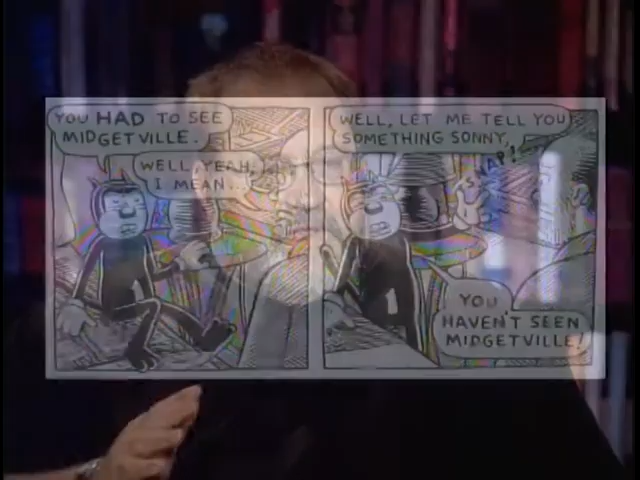 YOU HAD TO SEE
MIDGETVILLE.
WELL, YEAH,
I MEAN...
WELL, LET ME TELL YOU
SOMETHING SONNY,
SNAP!
YOU
HAVEN'T SEEN
MIDGETVILLE!